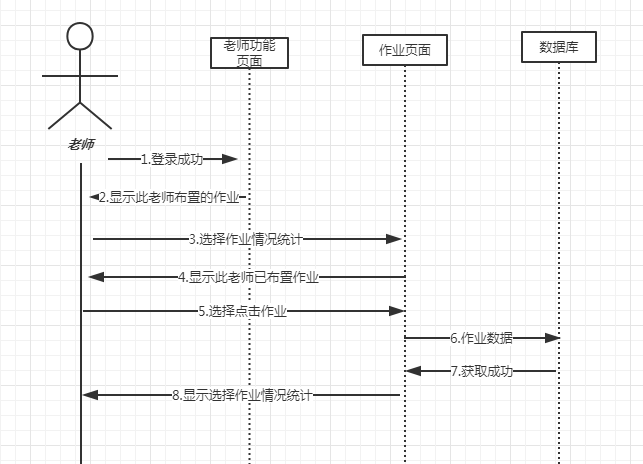 老师功能
页面
作业页面
数据库
老师
1.登录成功
2.显示此老师布置的作业
3.选择作业情况统计
4.显示此老师已布置作业
5.选择点击作业
6.作业数据
7.获取成功
8.显示选择作业情况统计